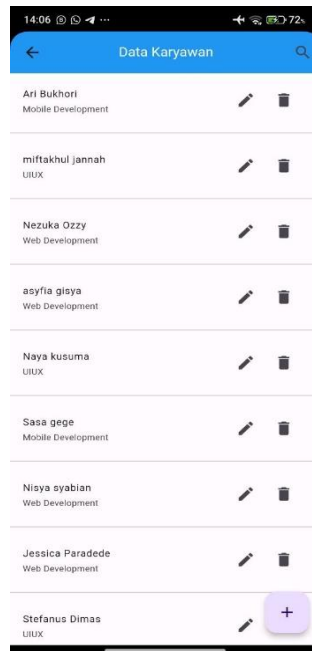 14:06
72%
Data Karyawan
Ari Bukhori
Mobile Development
miftakhul jannah
UIUX
Nezuka Ozzy
Web Development
asyfia gisya
Web Development
Naya kusuma
UIUX
Sasa gege
Mobile Development
Nisya syabian
Web Development
Jessica Paradede
Web Development
Stefanus Dimas
UIUX